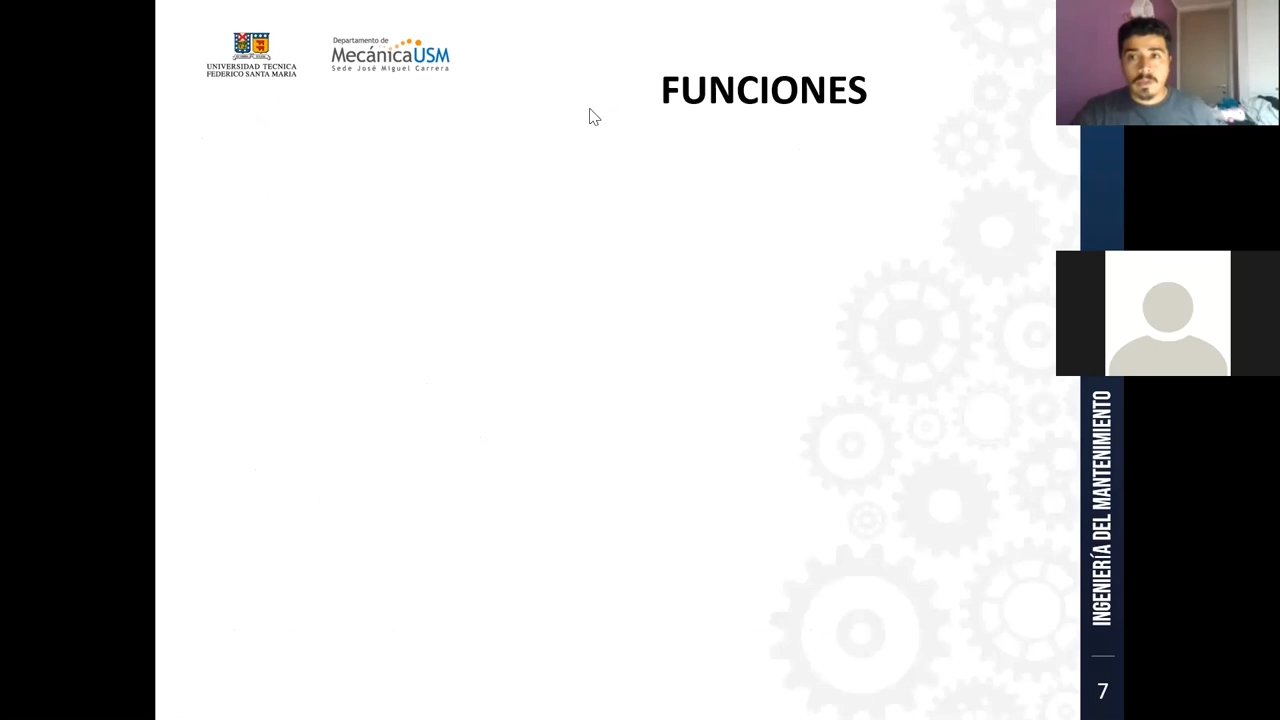 UNIVERSIDAD TECNICA
FEDERICO SANTA MARIA
Departamento de
MecánicaUSM
Sede José Miguel Carrera
FUNCIONES
INGENIERÍA DEL MANTENIMIENTO
7